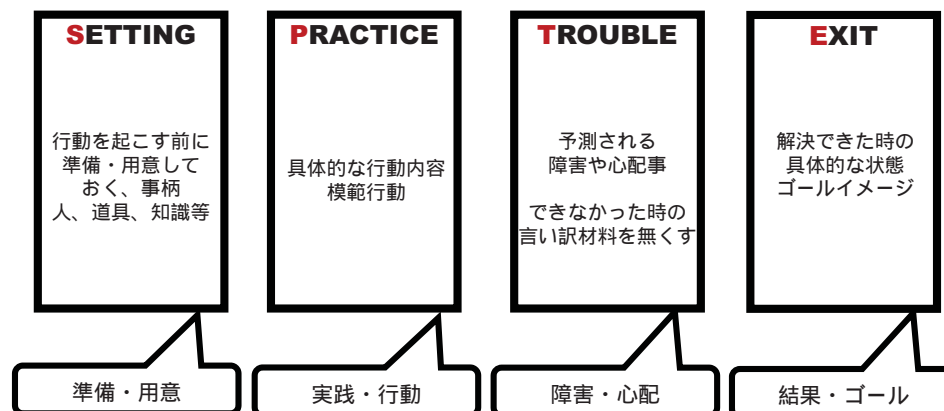 SETTING
行動を起こす前に
準備・用意して
おく、事柄
人、道具、知識等
準備・用意
PRACTICE
具体的な行動内容
模範行動
実践・行動
TROUBLE
予測される
障害や心配事
できなかった時の
言い訳材料を無くす
障害・心配
EXIT
解決できた時の
具体的な状態
ゴールイメージ
結果・ゴール